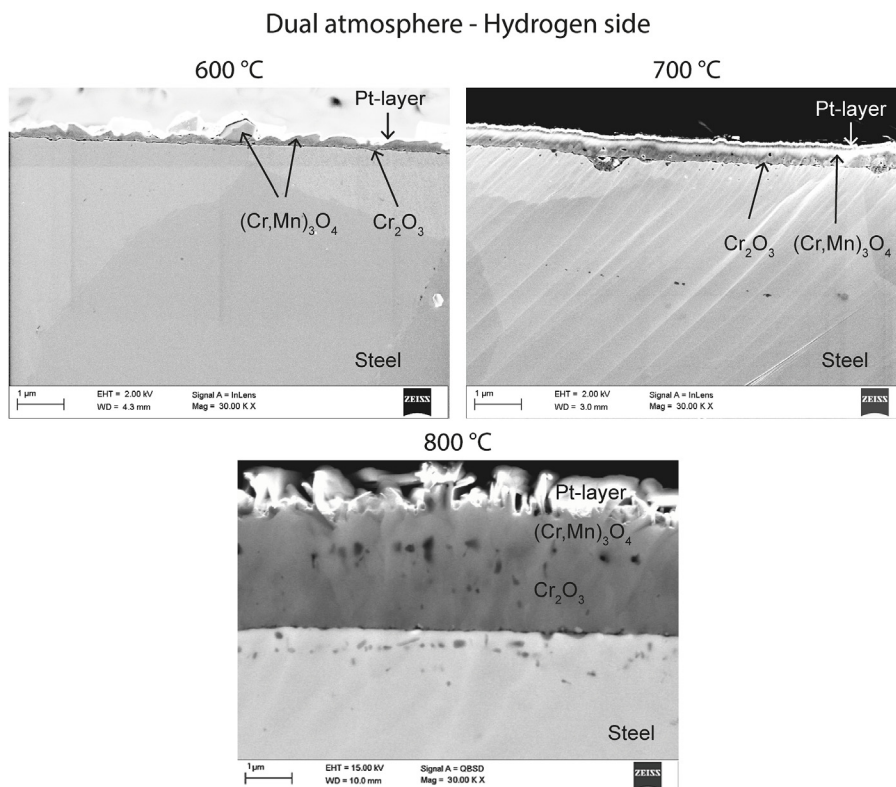 Dual atmosphere - Hydrogen side
600 °C
Pt-layer
(Cr,Mn)₃O₄
Cr₂O₃
Steel
1 µm
EHT = 2.00 kV
WD = 4.3 mm
Signal A = InLens
Mag = 30.00 K X
ZEISS
700 °C
Pt-layer
Cr₂O₃
(Cr,Mn)₃O₄
Steel
1 µm
EHT = 2.00 kV
WD = 3.0 mm
Signal A = InLens
Mag = 30.00 K X
ZEISS
800 °C
Pt-layer
(Cr,Mn)₃O₄
Cr₂O₃
Steel
1µm
EHT = 15.00 kV
WD = 10.0 mm
Signal A = QBSD
Mag = 30.00 K X
ZEISS